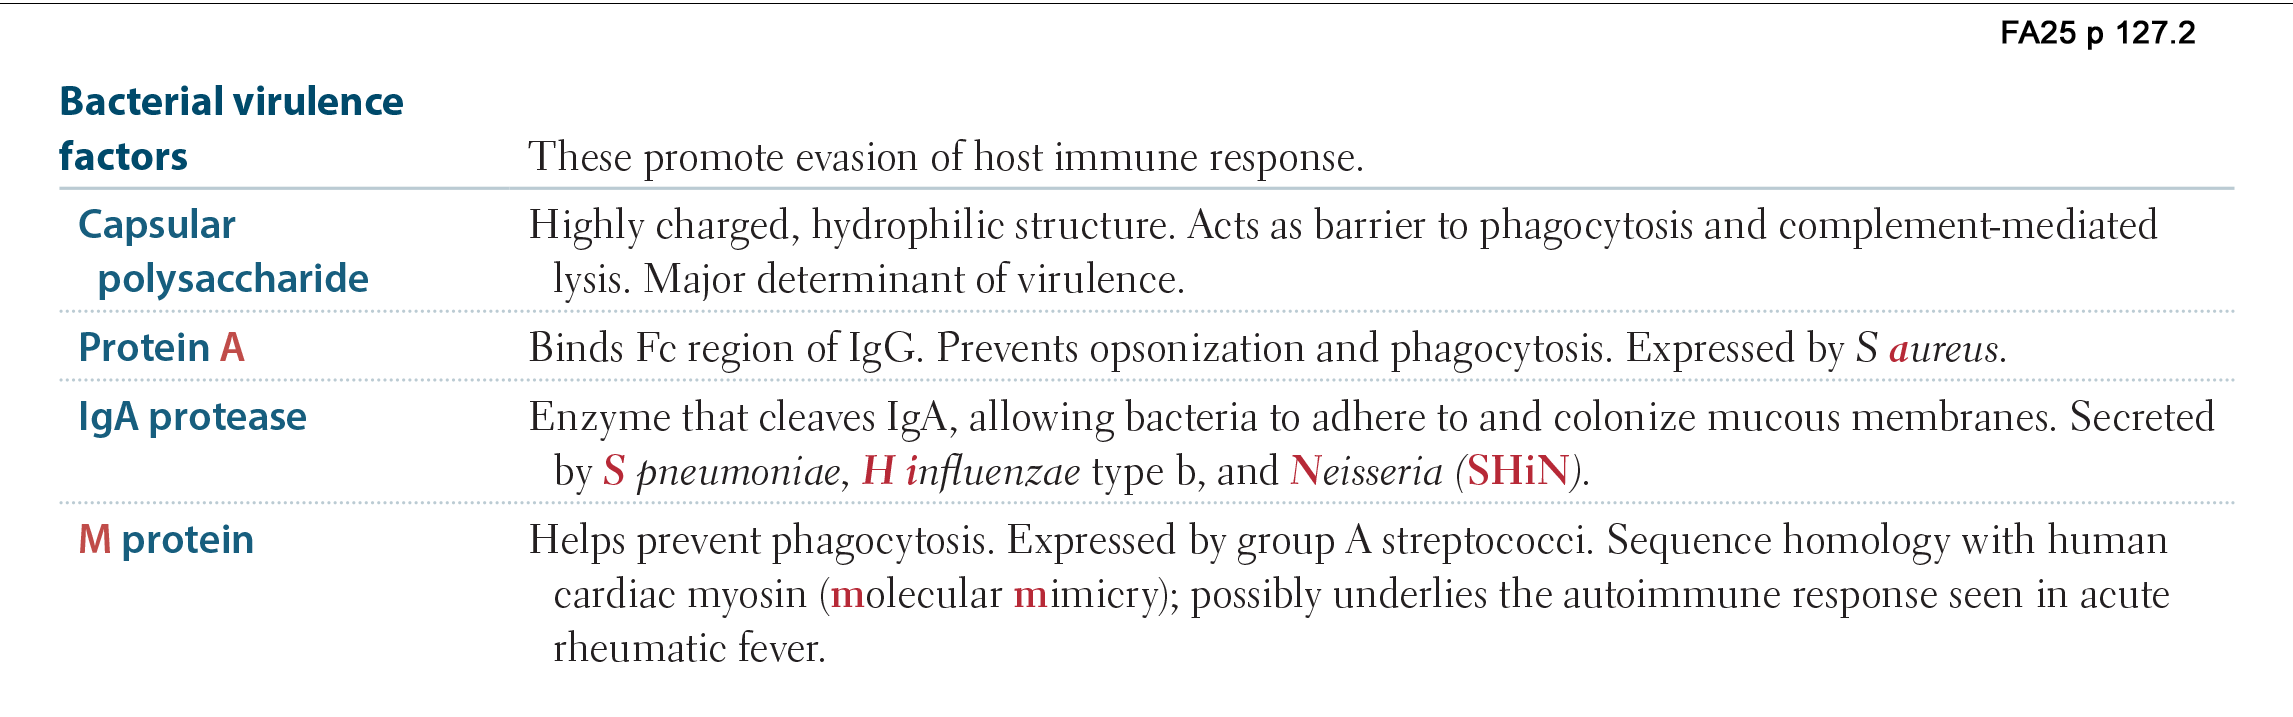 FA25 p 127.2
Bacterial virulence
factors
These promote evasion of host immune response.
Capsular
polysaccharide
Highly charged, hydrophilic structure. Acts as barrier to phagocytosis and complement-mediated
lysis. Major determinant of virulence.
Protein A
Binds Fc region of IgG. Prevents opsonization and phagocytosis. Expressed by S aureus.
IgA protease
Enzyme that cleaves IgA, allowing bacteria to adhere to and colonize mucous membranes. Secreted
by S pneumoniae, H influenzae type b, and Neisseria (SHiN).
M protein
Helps prevent phagocytosis. Expressed by group A streptococci. Sequence homology with human
cardiac myosin (molecular mimicry); possibly underlies the autoimmune response seen in acute
rheumatic fever.